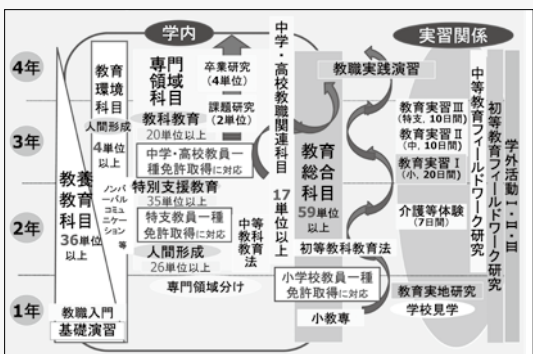 学内
実習関係
4年
3年
2年
1年
教養
教育
科目
36単位
以上
教職入門
基礎演習
教育
環境
科目
人間形成
4単位
以上
ノンバーバルコミュニケーション等
専門
領域
科目
教科教育
20単位以上
中学・高校教員一
種免許取得に対応
特別支援教育
35単位以上
特支教員一種
免許取得に対応
人間形成
26単位以上
専門領域分け
卒業研究
(4単位)
課題研究
(2単位)
中等教科教育法
中学・高校教職関連科目
17単位以上
教育
総合
科目
59単位
以上
初等教科教育法
小学校教員一種
免許取得に対応
小教専
教職実践演習
教育実習Ⅲ
(特支, 10日間)
教育実習Ⅱ
(中, 10日間)
教育実習Ⅰ
(小, 20日間)
介護等体験
(7日間)
教育実地研究
学校見学
中等教育フィールドワーク研究
初等教育フィールドワーク研究
学外活動Ⅰ・Ⅱ・Ⅲ